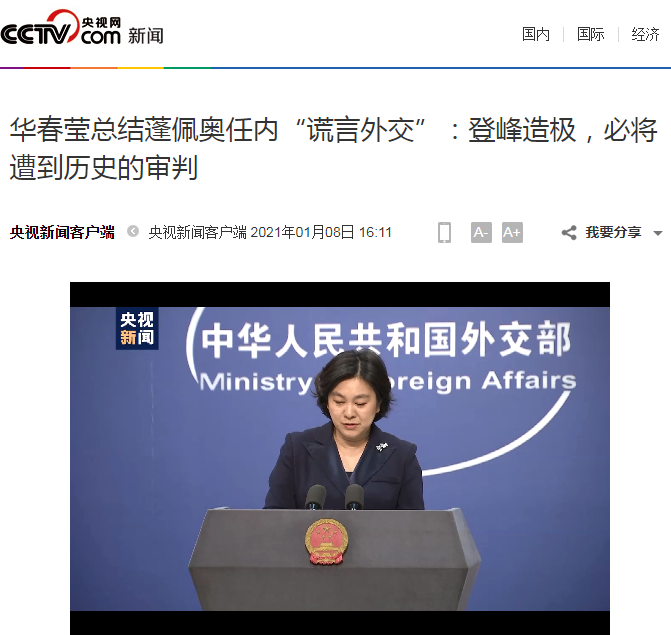 CCTV 央视网
com 新闻
国内 国际 经济
华春莹总结蓬佩奥任内“谎言外交”：登峰造极，必将
遭到历史的审判
央视新闻客户端 央视新闻客户端 2021年01月08日 16:11 A- A+ 我要分享
央视
新闻
中华人民共和国外交部
Ministry oreign Affairs